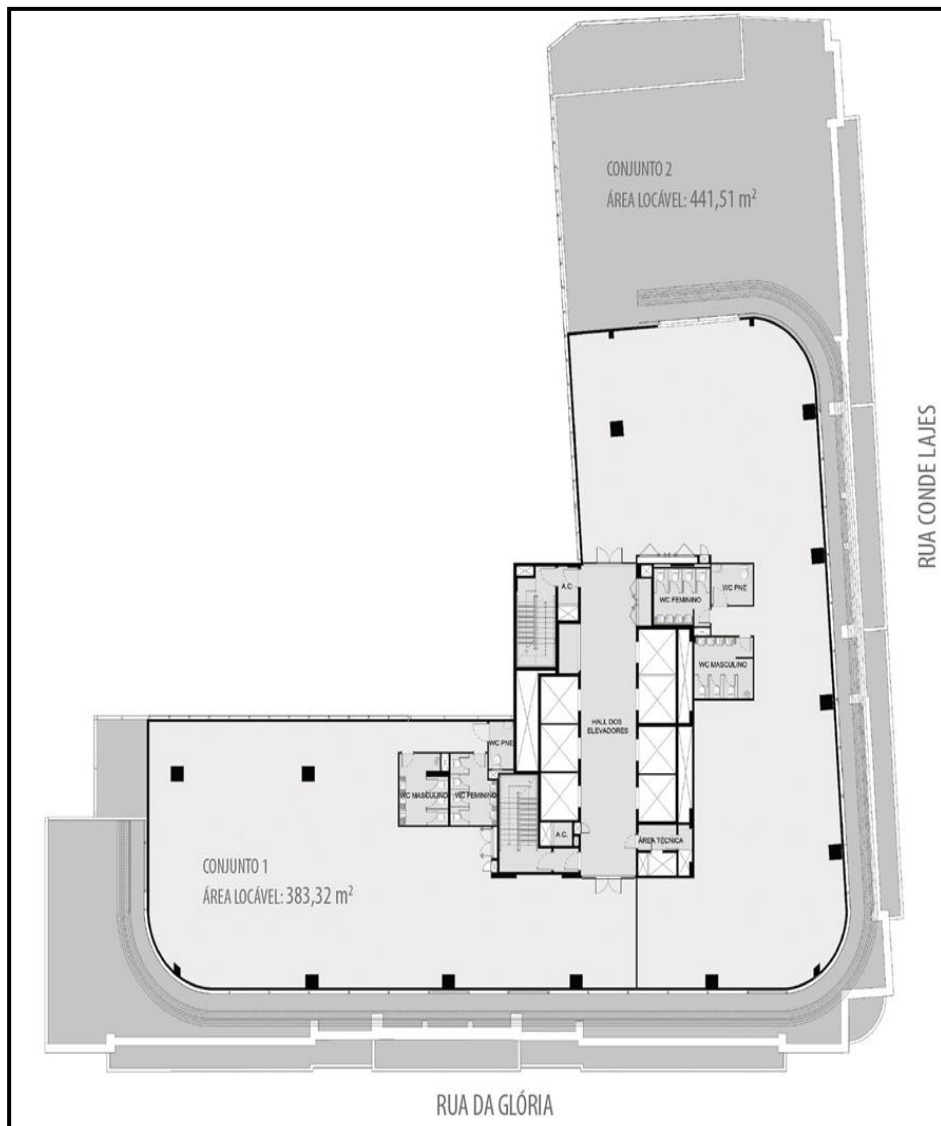 CONJUNTO 2
ÁREA LOCÁVEL: 441,51 m²
RUA CONDE LAJES
A.C.
WC FEMININO
WC PNE
WC MASCULINO
HALL DOS
ELEVADORES
WC PNE
WC MASCULINO
WC FEMININO
A.C.
ÁREA TÉCNICA
CONJUNTO 1
ÁREA LOCÁVEL: 383,32 m²
RUA DA GLÓRIA